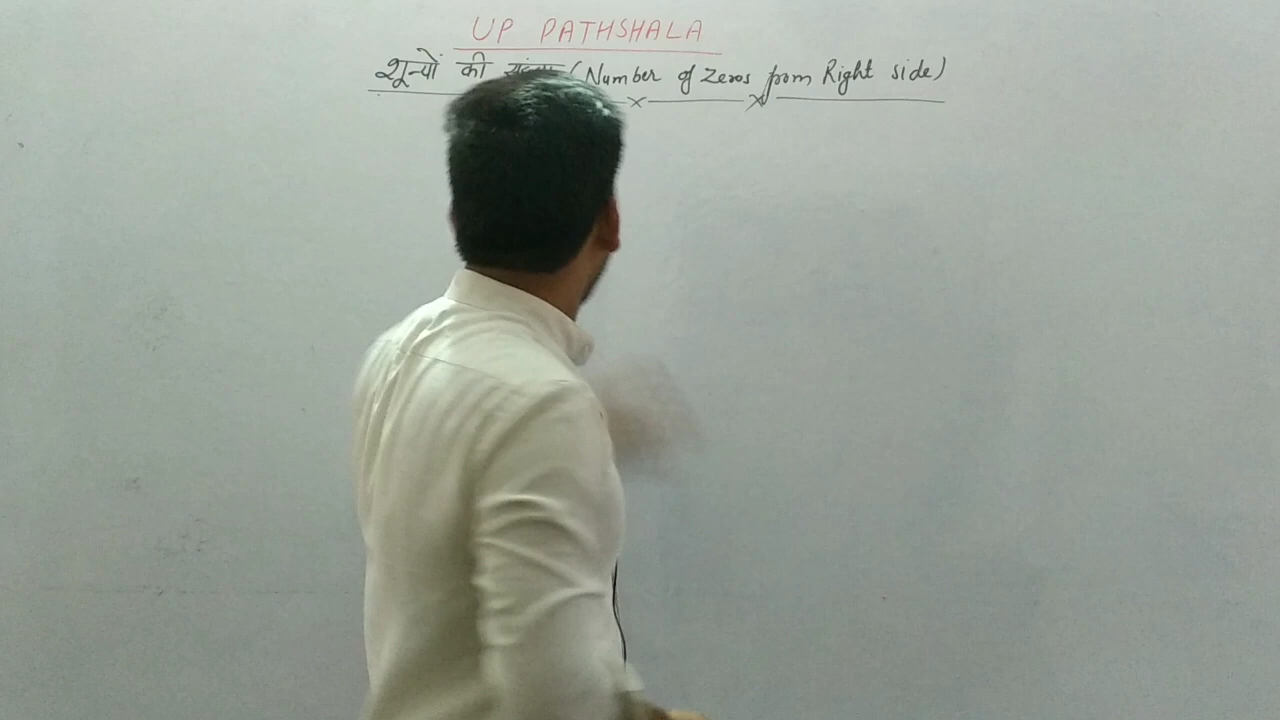 UP PATHSHALA
शून्यों की (Number of Zeros from Right side)